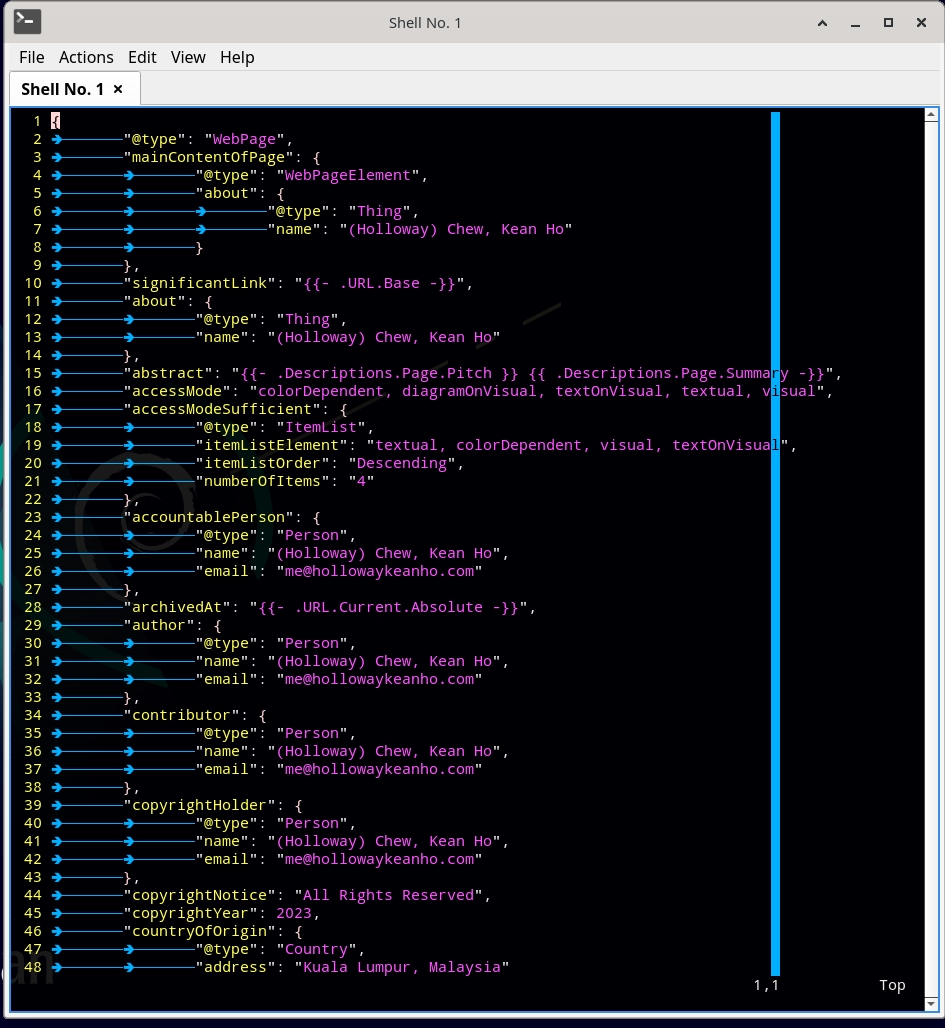 Shell No. 1
File Actions Edit View Help
Shell No. 1
1 {
2 "@type": "WebPage",
3 "mainContentOfPage": {
4 "@type": "WebPageElement",
5 "about": {
6 "@type": "Thing",
7 "name": "(Holloway) Chew, Kean Ho"
8 }
9 },
10 "significantLink": "{{- .URL.Base -}}",
11 "about": {
12 "@type": "Thing",
13 "name": "(Holloway) Chew, Kean Ho"
14 },
15 "abstract": "{{- .Descriptions.Page.Pitch }} {{ .Descriptions.Page.Summary -}}",
16 "accessMode": "colorDependent, diagramOnVisual, textOnVisual, textual, visual",
17 "accessModeSufficient": {
18 "@type": "ItemList",
19 "itemListElement": "textual, colorDependent, visual, textOnVisual",
20 "itemListOrder": "Descending",
21 "numberOfItems": "4"
22 },
23 "accountablePerson": {
24 "@type": "Person",
25 "name": "(Holloway) Chew, Kean Ho",
26 "email": "me@hollowaykeanho.com"
27 },
28 "archivedAt": "{{- .URL.Current.Absolute -}}",
29 "author": {
30 "@type": "Person",
31 "name": "(Holloway) Chew, Kean Ho",
32 "email": "me@hollowaykeanho.com"
33 },
34 "contributor": {
35 "@type": "Person",
36 "name": "(Holloway) Chew, Kean Ho",
37 "email": "me@hollowaykeanho.com"
38 },
39 "copyrightHolder": {
40 "@type": "Person",
41 "name": "(Holloway) Chew, Kean Ho",
42 "email": "me@hollowaykeanho.com"
43 },
44 "copyrightNotice": "All Rights Reserved",
45 "copyrightYear": 2023,
46 "countryOfOrigin": {
47 "@type": "Country",
48 "address": "Kuala Lumpur, Malaysia"
1,1 Top